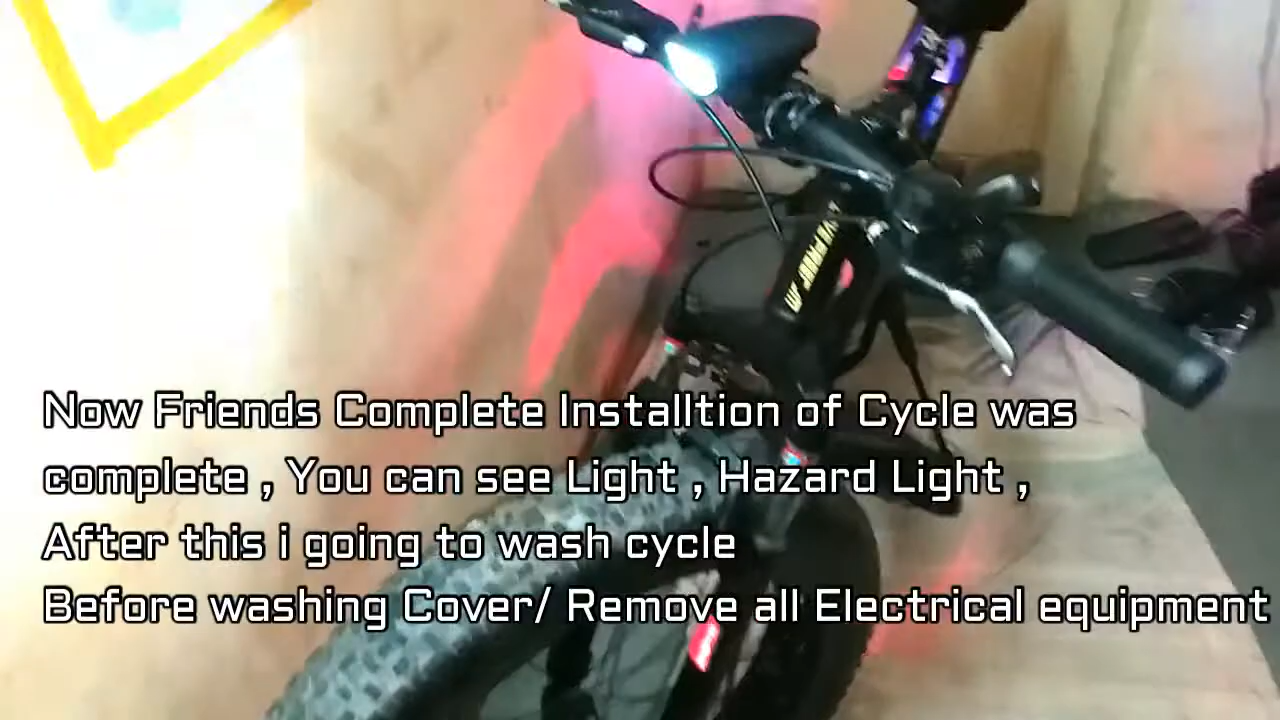 Now Friends Complete Installtion of Cycle was
complete , You can see Light , Hazard Light ,
After this i going to wash cycle
Before washing Cover/ Remove all Electrical equipment